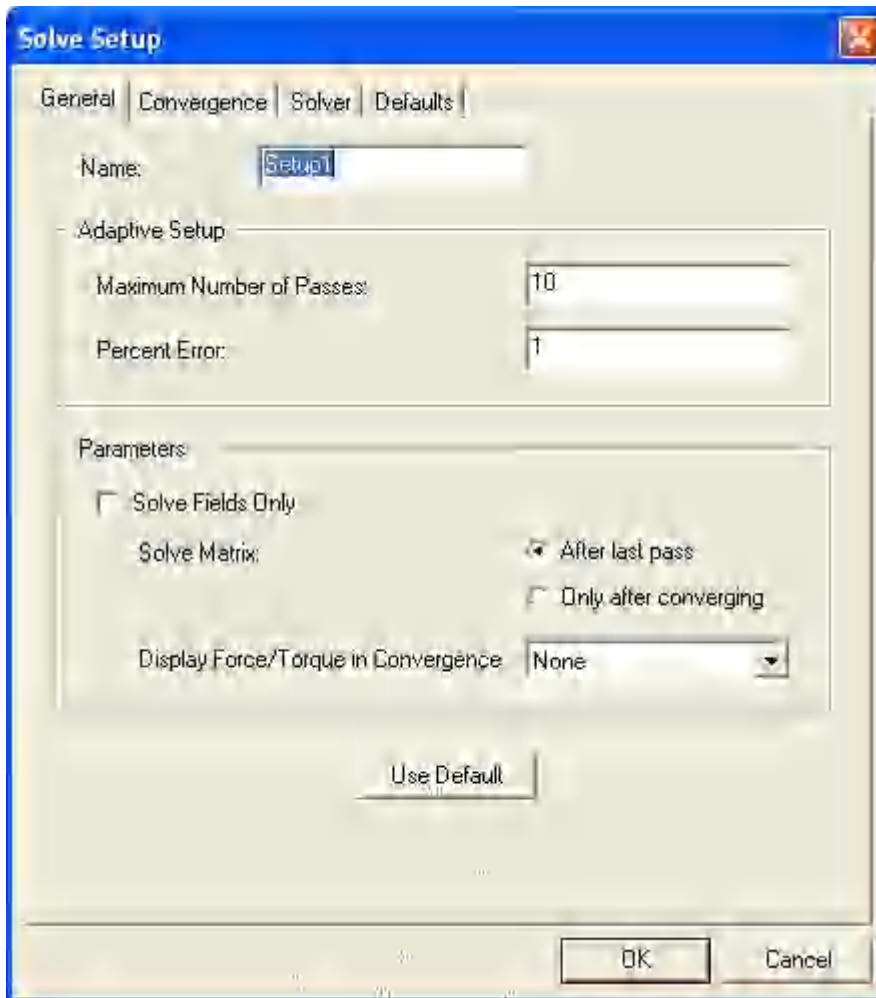 Solve Setup
General Convergence Solver Defaults
Name: Setup1
Adaptive Setup
Maximum Number of Passes: 10
Percent Error: 1
Parameters
Solve Fields Only
Solve Matrix: After last pass
Only after converging
Display Force/Torque in Convergence None
Use Default
OK Cancel